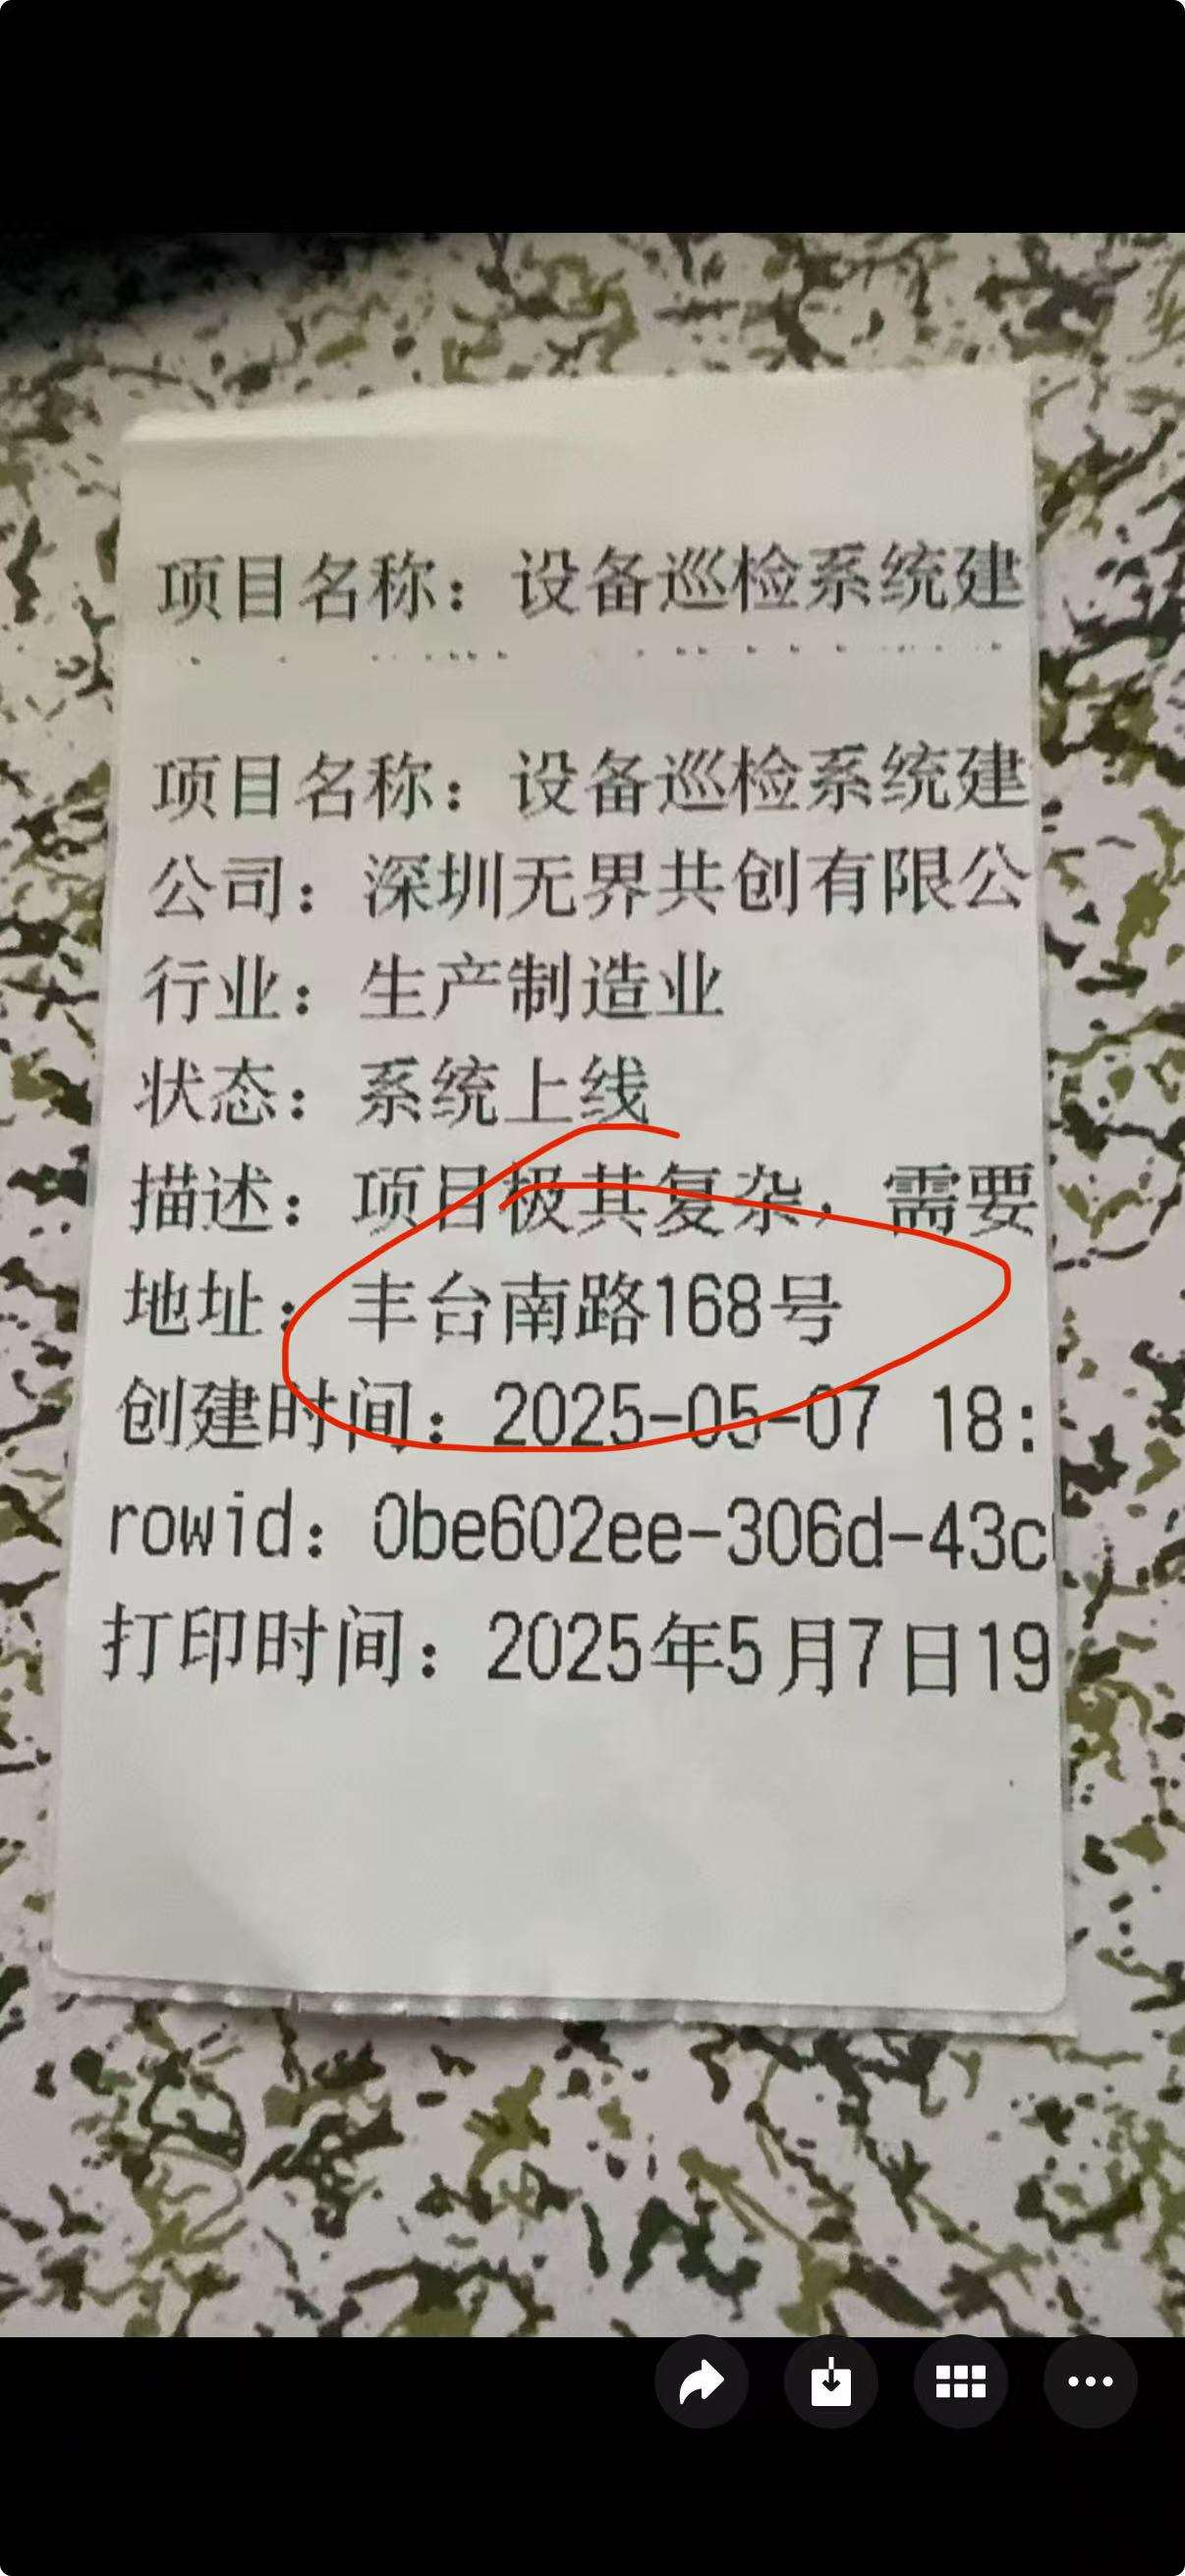 项目名称：设备巡检系统建
项目名称：设备巡检系统建
公司：深圳无界共创有限公
行业：生产制造业
状态：系统上线
描述：项目极其复杂，需要
地址：丰台南路168号
创建时间：2025-05-07 18:
rowid：0be602ee-306d-43c
打印时间：2025年5月7日19